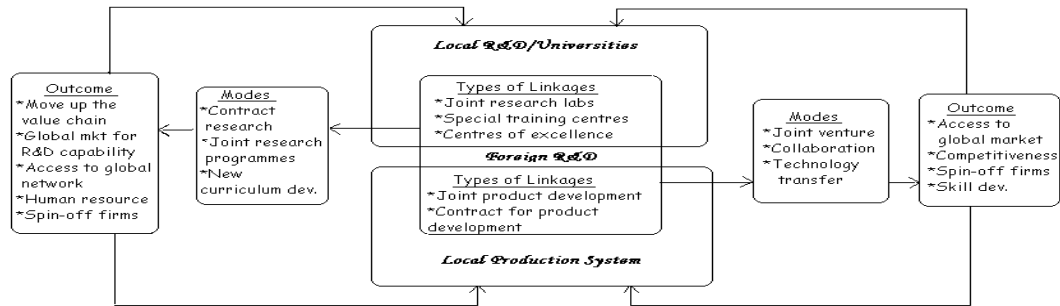 Local R&D/Universities
Outcome
*Move up the
value chain
*Global mkt for
R&D capability
*Access to global
network
*Human resource
*Spin-off firms
Modes
*Contract
research
*Joint research
programmes
*New
curriculum dev.
Types of Linkages
*Joint research labs
*Special training centres
*Centres of excellence
Foreign R&D
Types of Linkages
*Joint product development
*Contract for product
development
Local Production System
Modes
*Joint venture
*Collaboration
*Technology
transfer
Outcome
*Access to
global market
*Competitiveness
*Spin-off firms
*Skill dev.